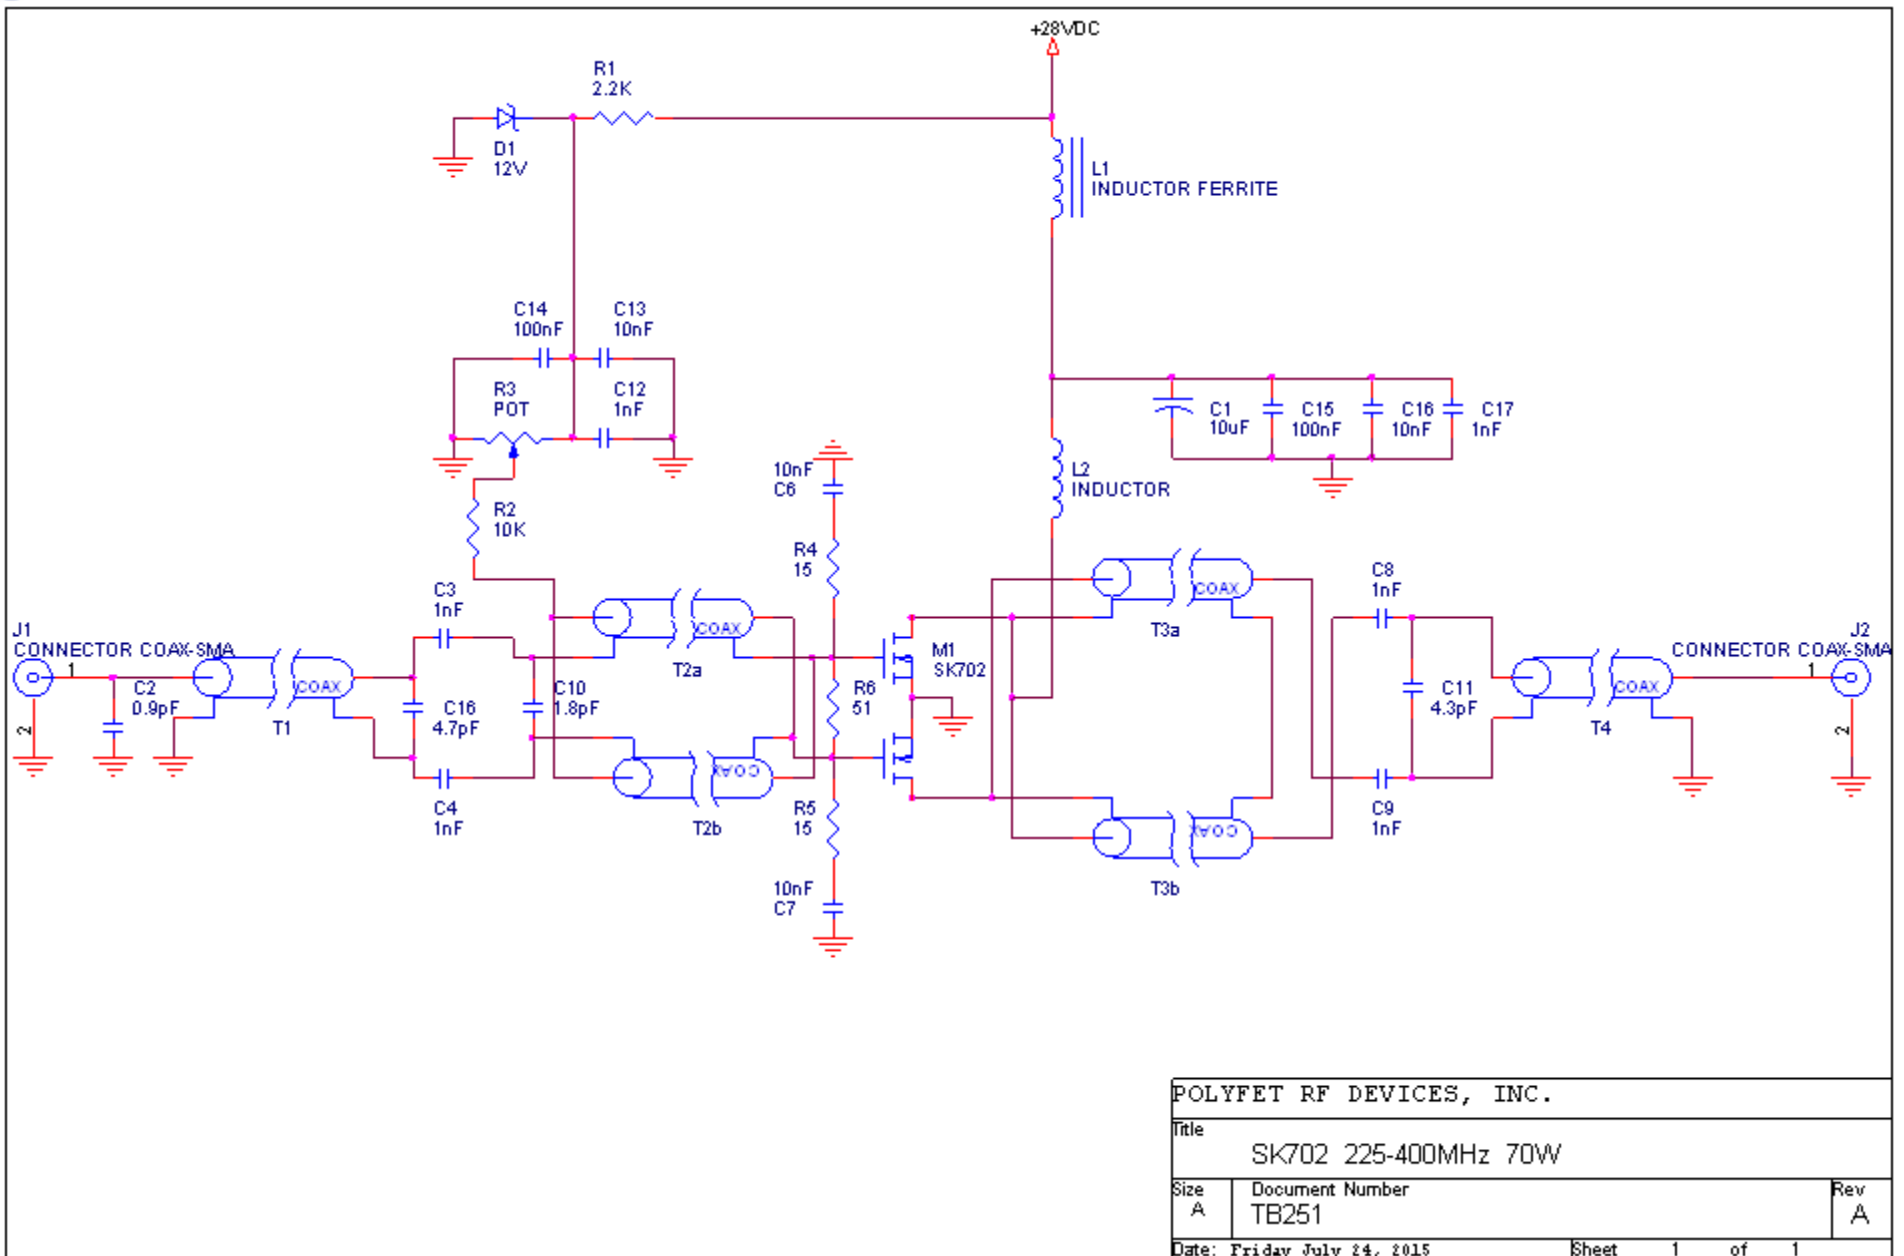 +28VDC
R1
2.2K
D1
12V
L1
INDUCTOR FERRITE
C14
100nF
C13
10nF
R3
POT
C12
1nF
C1
10uF
C15
100nF
C16
10nF
C17
1nF
10nF
C6
L2
INDUCTOR
R2
10K
R4
15
C3
1nF
COAX
T2a
COAX
T3a
C8
1nF
J1
CONNECTOR COAX-SMA
1
2
C2
0.9pF
COAX
T1
C16
4.7pF
C10
1.8pF
R6
51
M1
SK702
C11
4.3pF
COAX
T4
J2
CONNECTOR COAX-SMA
1
2
C4
1nF
COAX
T2b
R5
15
COAX
T3b
C9
1nF
10nF
C7
POLYFET RF DEVICES, INC.
Title
SK702 225-400MHz 70W
Size
A
Document Number
TB251
Rev
A
Date: Friday July 24, 2015
Sheet 1 of 1